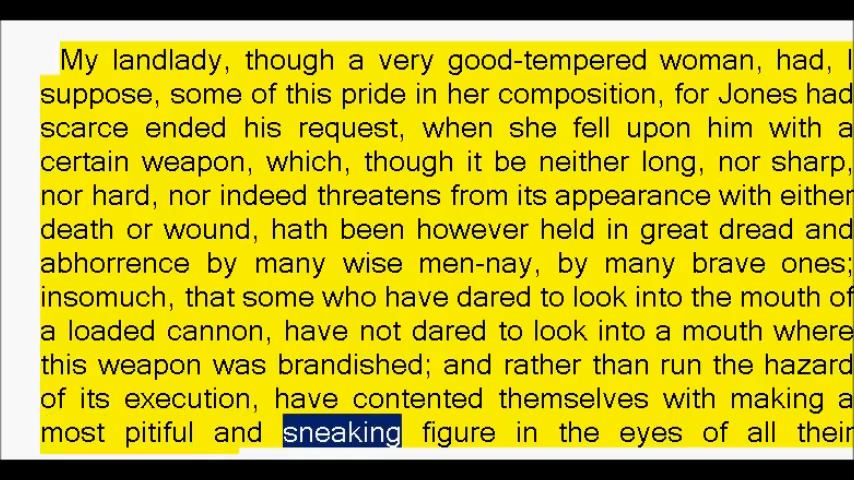 My landlady, though a very good-tempered woman, had, I
suppose, some of this pride in her composition, for Jones had
scarce ended his request, when she fell upon him with a
certain weapon, which, though it be neither long, nor sharp,
nor hard, nor indeed threatens from its appearance with either
death or wound, hath been however held in great dread and
abhorrence by many wise men-nay, by many brave ones;
insomuch, that some who have dared to look into the mouth of
a loaded cannon, have not dared to look into a mouth where
this weapon was brandished; and rather than run the hazard
of its execution, have contented themselves with making a
most pitiful and sneaking figure in the eyes of all their